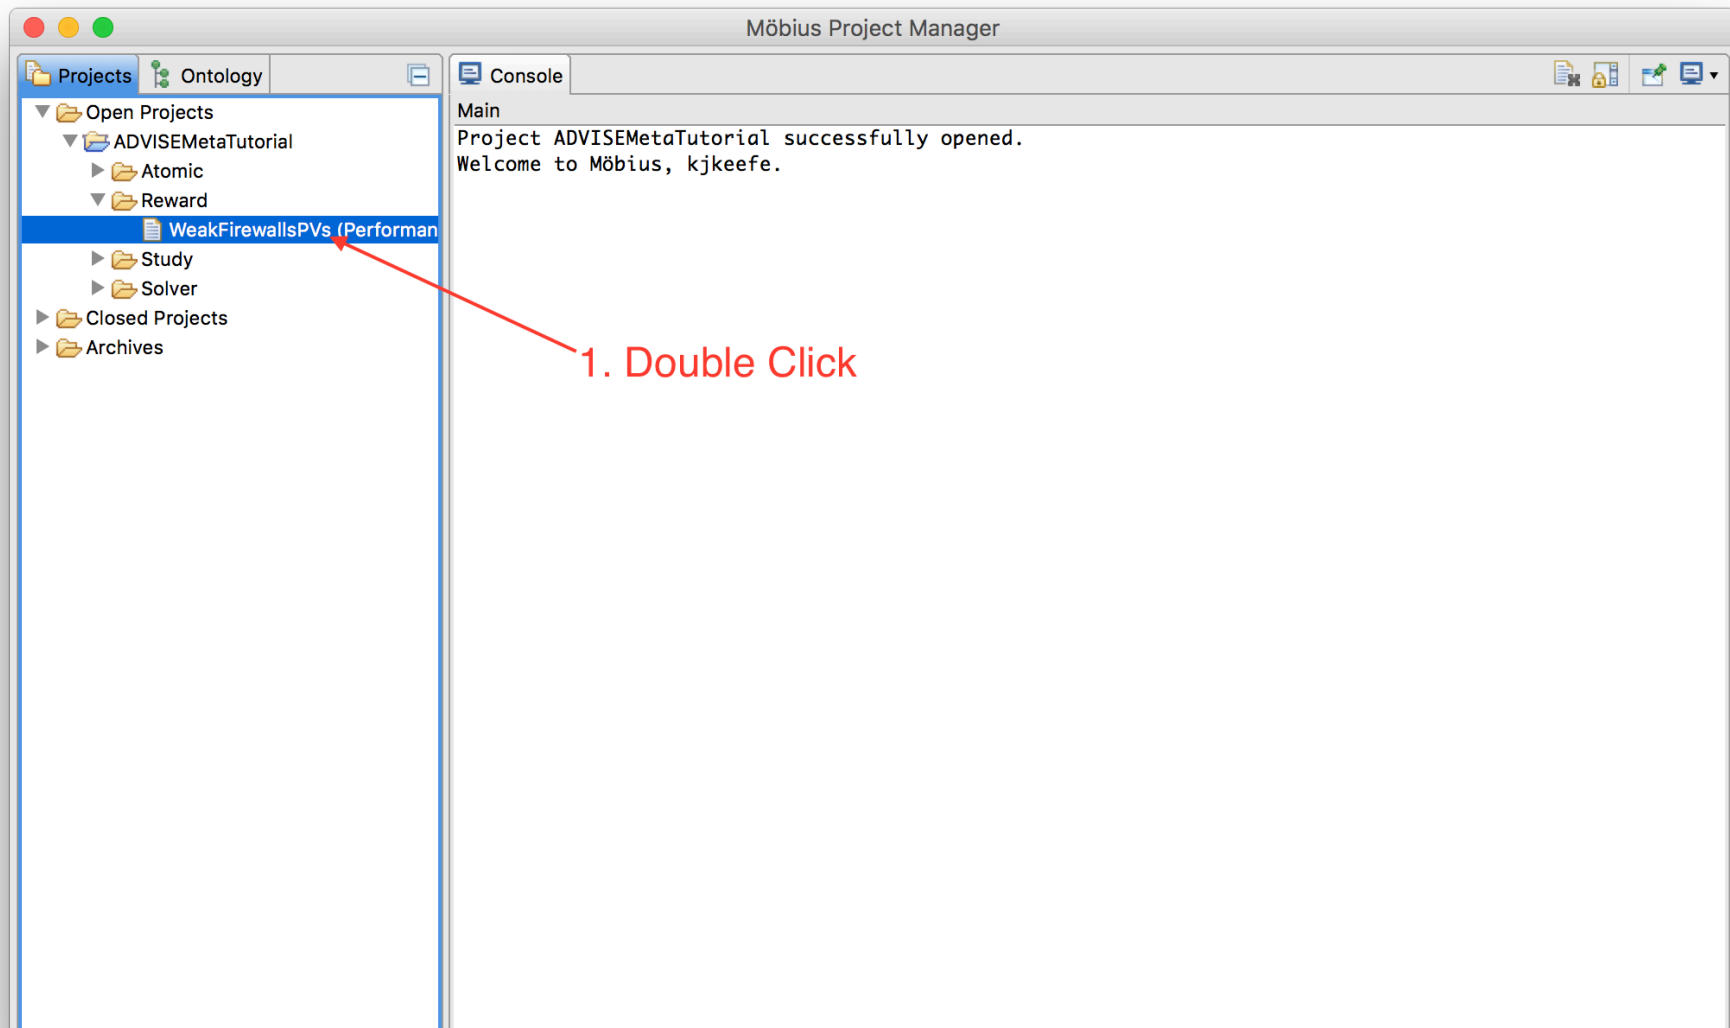 Möbius Project Manager
Projects
Ontology
Console
Open Projects
ADVISEMetaTutorial
Atomic
Reward
WeakFirewallsPVs (Performan
Study
Solver
Closed Projects
Archives
Main
Project ADVISEMetaTutorial successfully opened.
Welcome to Möbius, kjkeefe.
1. Double Click